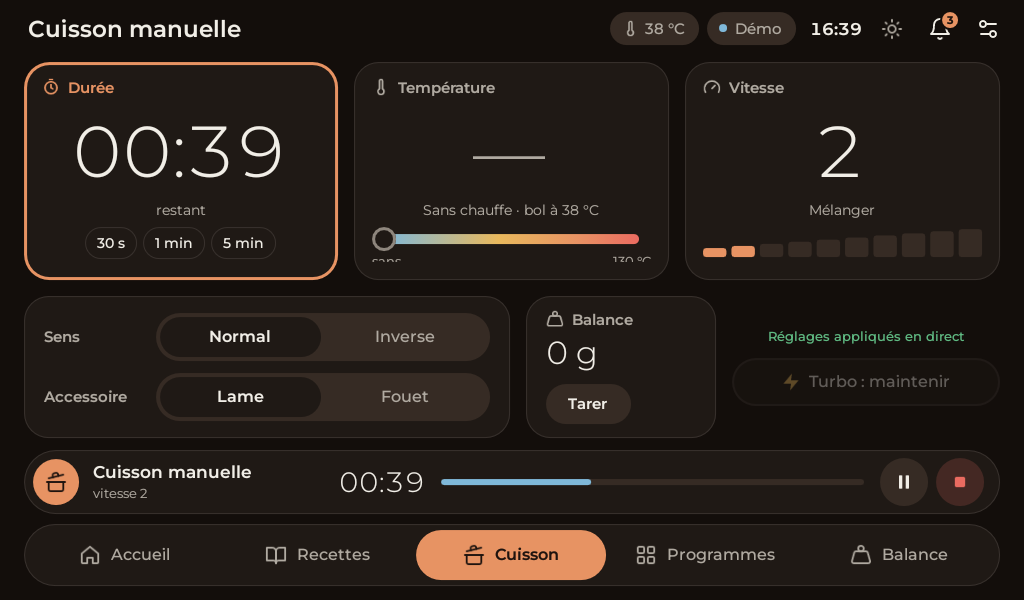 Cuisson manuelle
38 °C
Démo
16:39
3
Durée
00:39
restant
30 s
1 min
5 min
Température
Sans chauffe · bol à 38 °C
sans
130 °C
Vitesse
2
Mélanger
Sens
Normal
Inverse
Accessoire
Lame
Fouet
Balance
0 g
Tarer
Réglages appliqués en direct
Turbo : maintenir
Cuisson manuelle
vitesse 2
00:39
Accueil
Recettes
Cuisson
Programmes
Balance